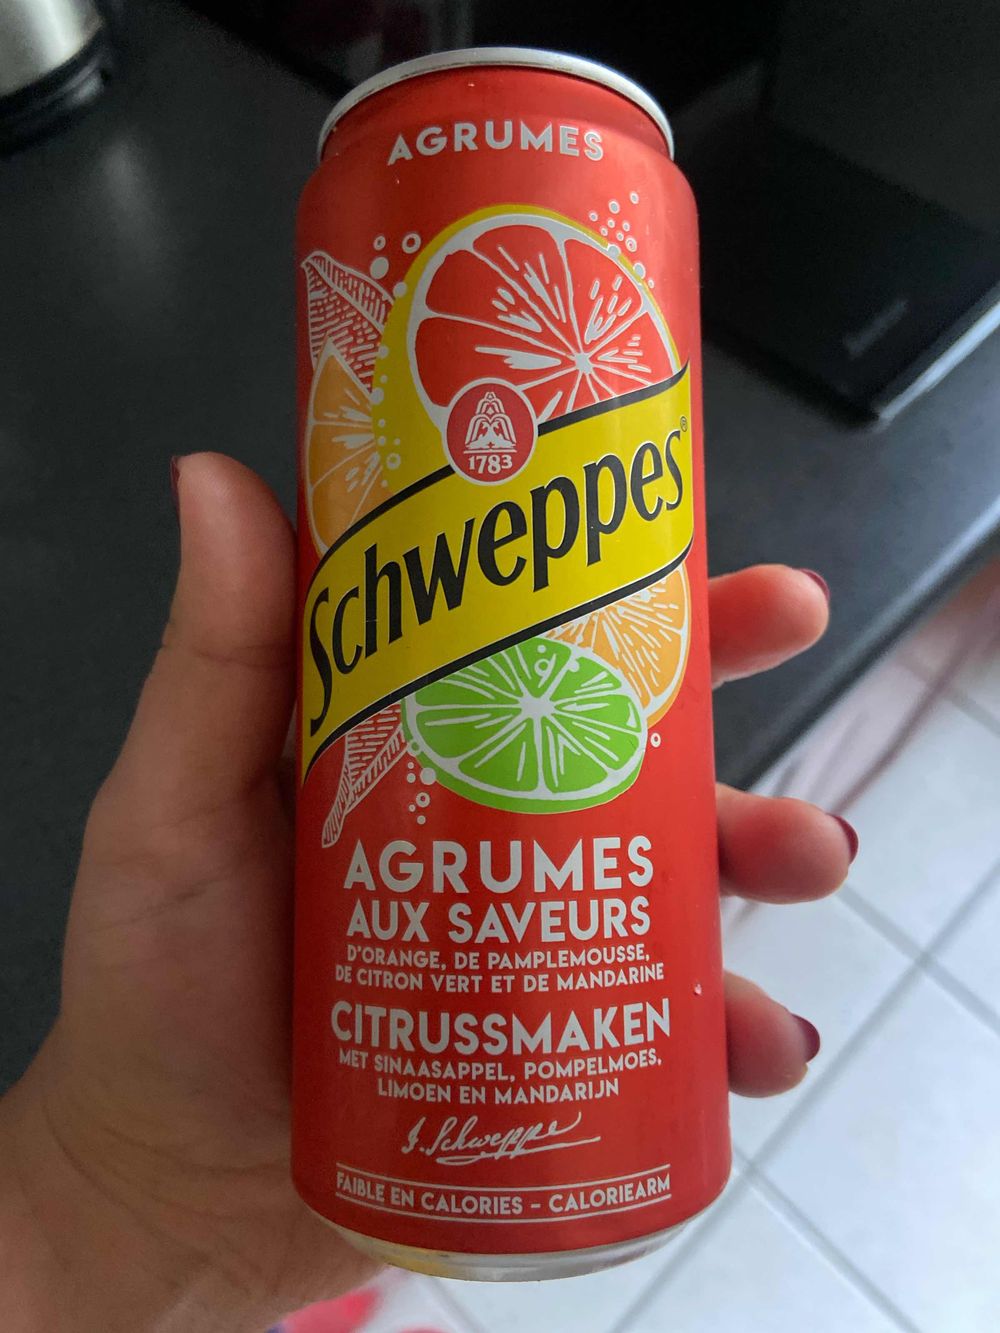 AGRUMES
1783
Schweppes®
AGRUMES
AUX SAVEURS
D'ORANGE, DE PAMPLEMOUSSE,
DE CITRON VERT ET DE MANDARINE
CITRUSSMAKEN
MET SINAASAPPEL, POMPELMOES,
LIMOEN EN MANDARIJN
J. Schweppe
FAIBLE EN CALORIES - CALORIEARM